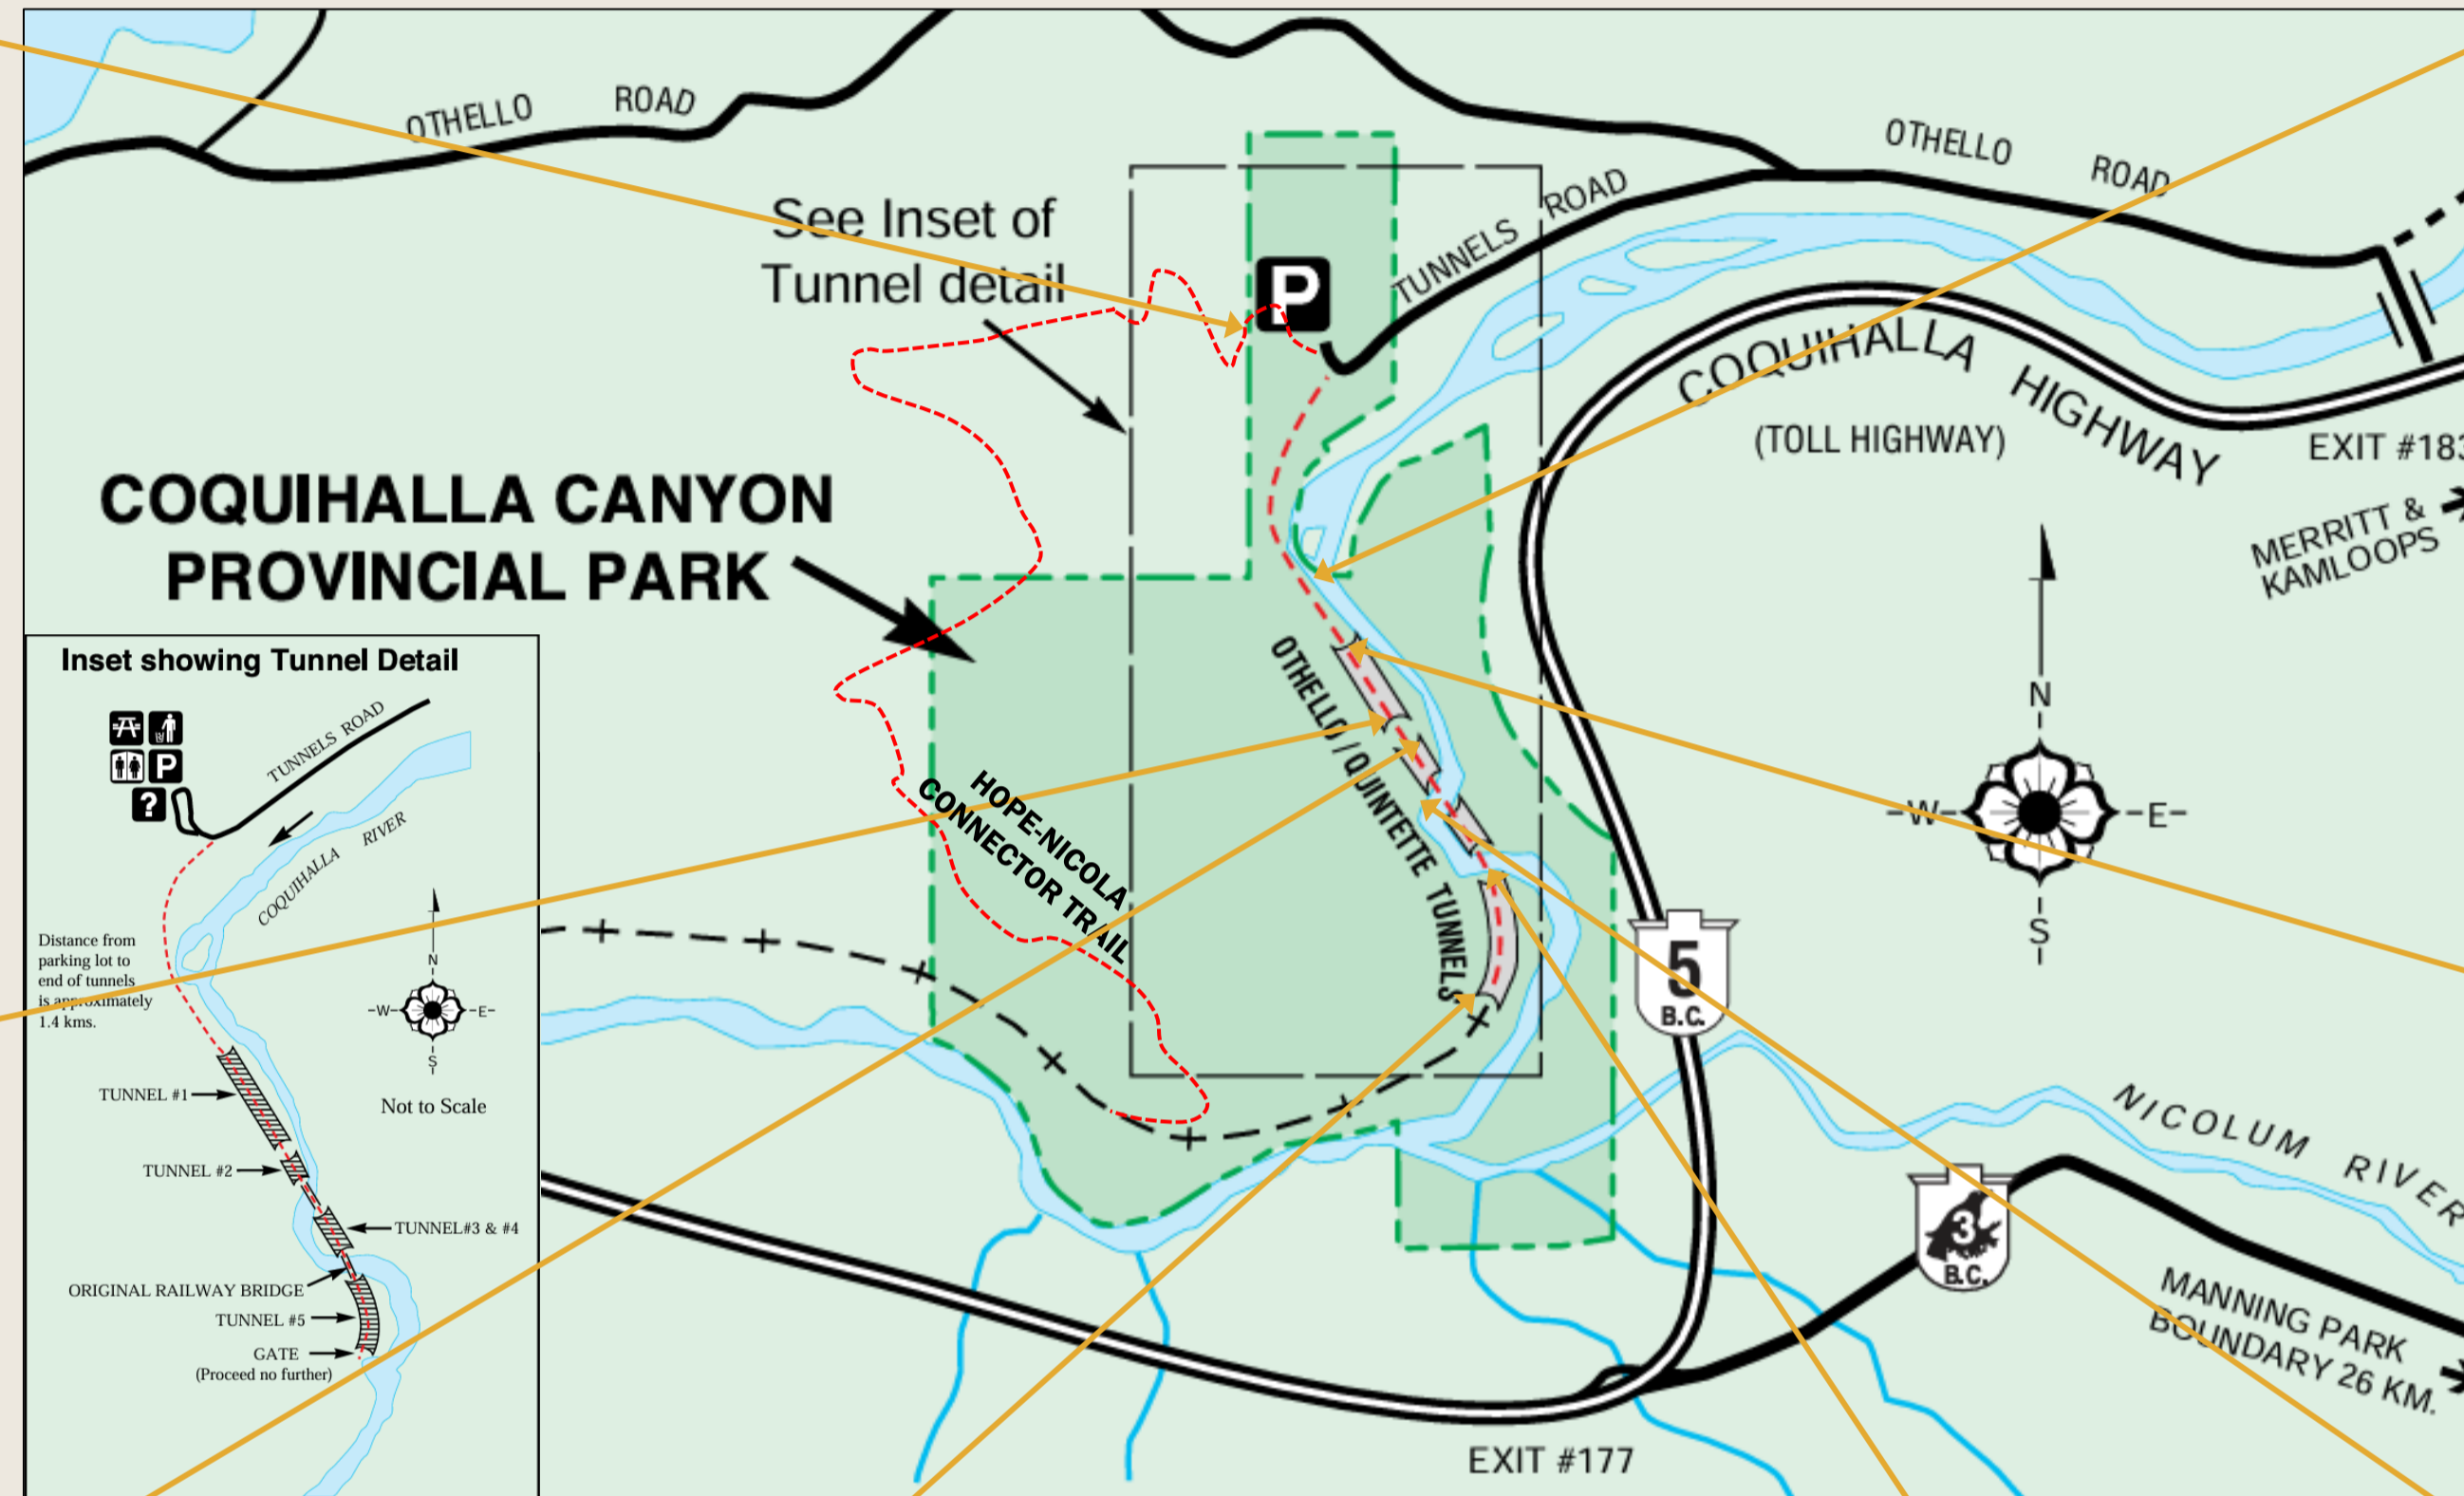 OTHELLO ROAD
OTHELLO ROAD
See Inset of
Tunnel detail
P
TUNNELS ROAD
COQUIHALLA HIGHWAY
(TOLL HIGHWAY)
EXIT #183
MERRITT &
KAMLOOPS
COQUIHALLA CANYON
PROVINCIAL PARK
N
W E
S
OTHELLO / QUINTETTE TUNNELS
HOPE-NICOLA
CONNECTOR TRAIL
5
B.C.
NICOLUM RIVER
3
B.C.
MANNING PARK
BOUNDARY 26 KM.
EXIT #177
Inset showing Tunnel Detail
TUNNELS ROAD
P
?
COQUIHALLA RIVER
Distance from
parking lot to
end of tunnels
is approximately
1.4 kms.
N
W E
S
Not to Scale
TUNNEL #1
TUNNEL #2
TUNNEL#3 & #4
ORIGINAL RAILWAY BRIDGE
TUNNEL #5
GATE
(Proceed no further)